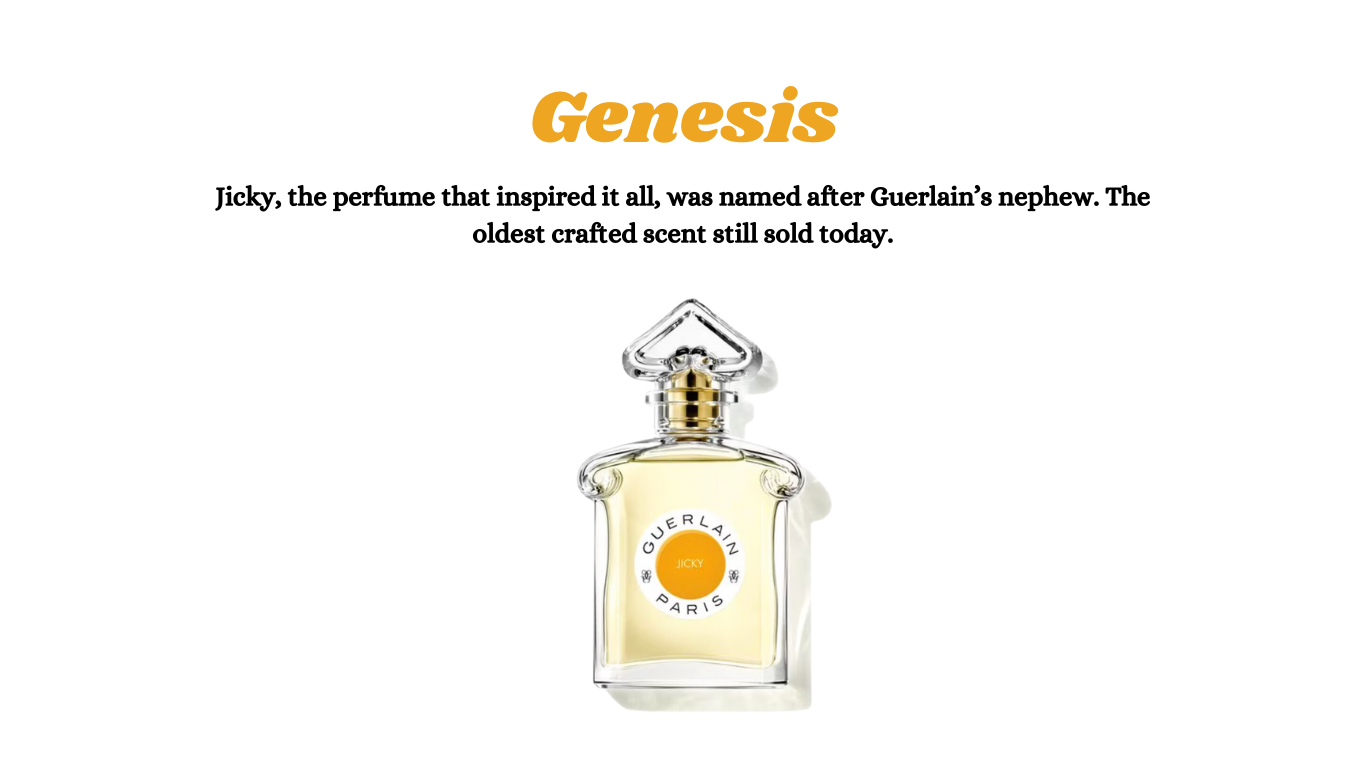 Genesis
Jicky, the perfume that inspired it all, was named after Guerlain’s nephew. The
oldest crafted scent still sold today.
GUERLAIN
JICKY
PARIS